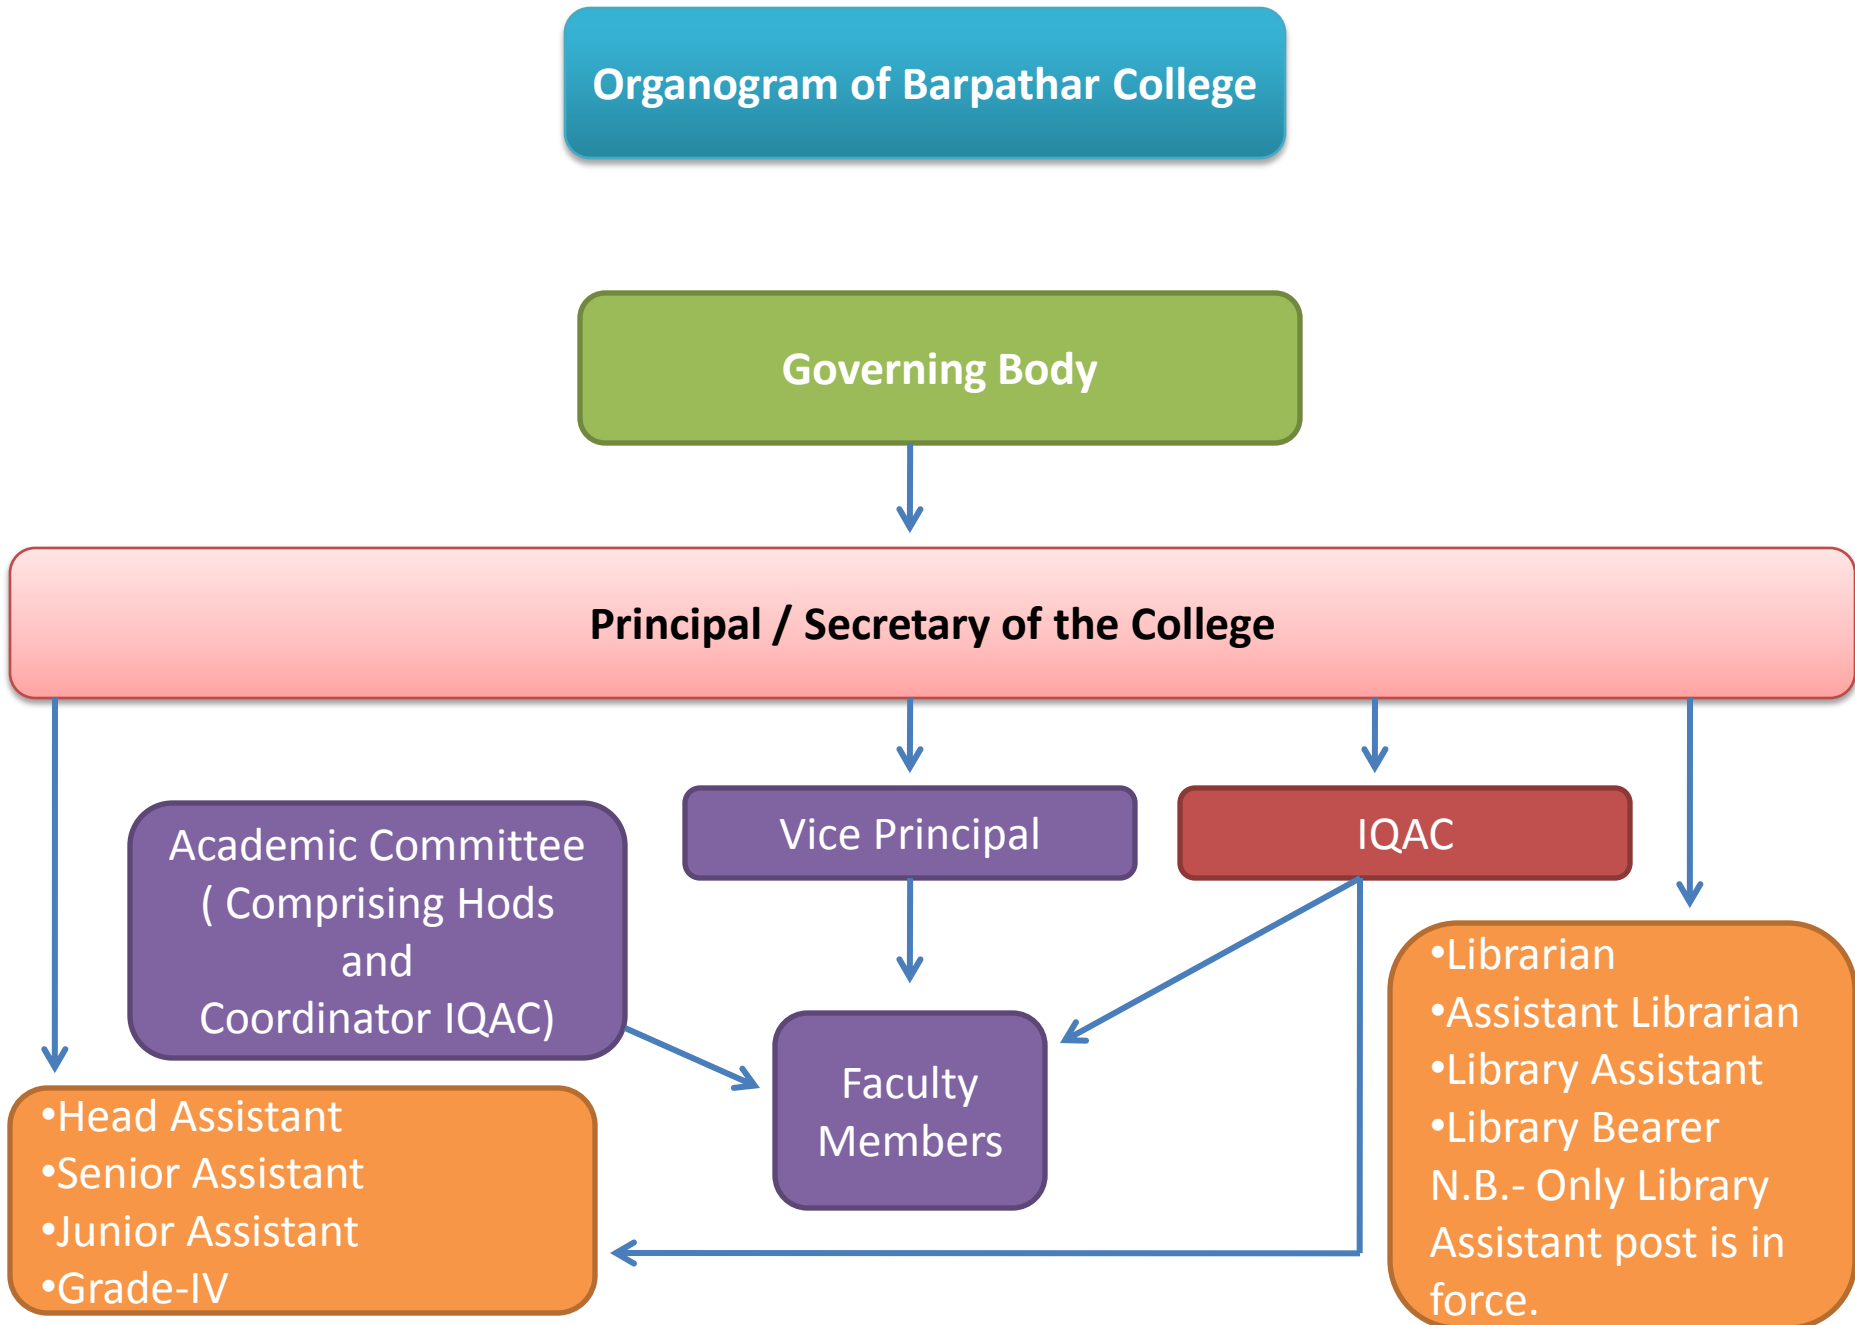 Organogram of Barpathar College
Governing Body
Principal / Secretary of the College
Academic Committee
( Comprising Hods
and
Coordinator IQAC)
Vice Principal
IQAC
Faculty
Members
•Head Assistant
•Senior Assistant
•Junior Assistant
•Grade-IV
•Librarian
•Assistant Librarian
•Library Assistant
•Library Bearer
N.B.- Only Library
Assistant post is in
force.